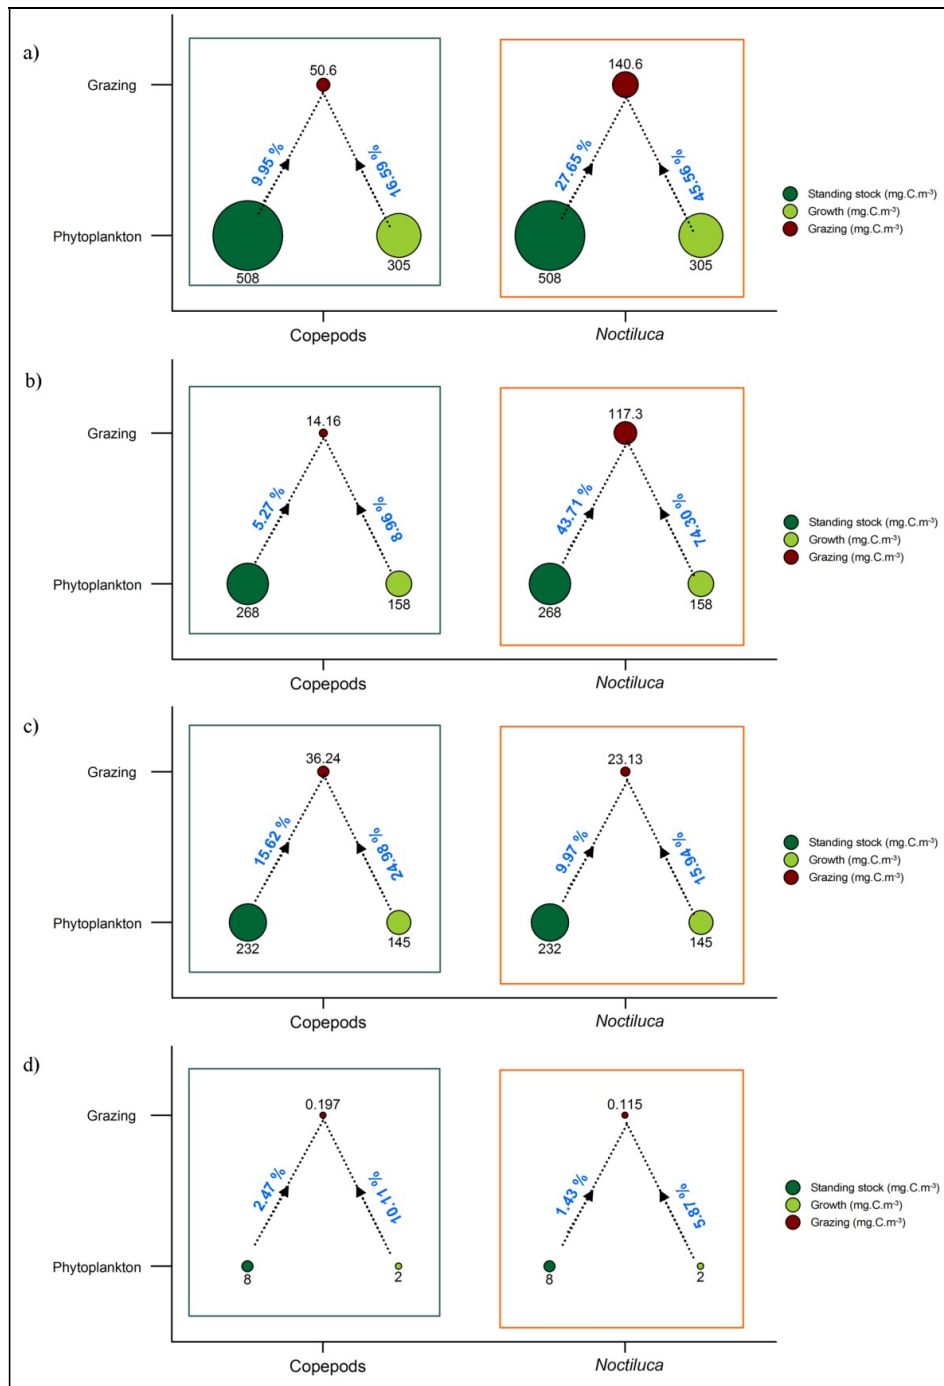 a)
Grazing
50.6
140.6
9.95 %
16.59 %
27.65 %
45.56 %
Standing stock (mg.C.m⁻³)
Growth (mg.C.m⁻³)
Grazing (mg.C.m⁻³)
Phytoplankton
508
305
508
305
Copepods
Noctiluca
b)
Grazing
14.16
117.3
5.27 %
8.96 %
43.71 %
74.30 %
Standing stock (mg.C.m⁻³)
Growth (mg.C.m⁻³)
Grazing (mg.C.m⁻³)
Phytoplankton
268
158
268
158
Copepods
Noctiluca
c)
Grazing
36.24
23.13
15.62 %
24.98 %
9.97 %
15.94 %
Standing stock (mg.C.m⁻³)
Growth (mg.C.m⁻³)
Grazing (mg.C.m⁻³)
Phytoplankton
232
145
232
145
Copepods
Noctiluca
d)
Grazing
0.197
0.115
2.47 %
10.11 %
1.43 %
5.87 %
Standing stock (mg.C.m⁻³)
Growth (mg.C.m⁻³)
Grazing (mg.C.m⁻³)
Phytoplankton
8
2
8
2
Copepods
Noctiluca